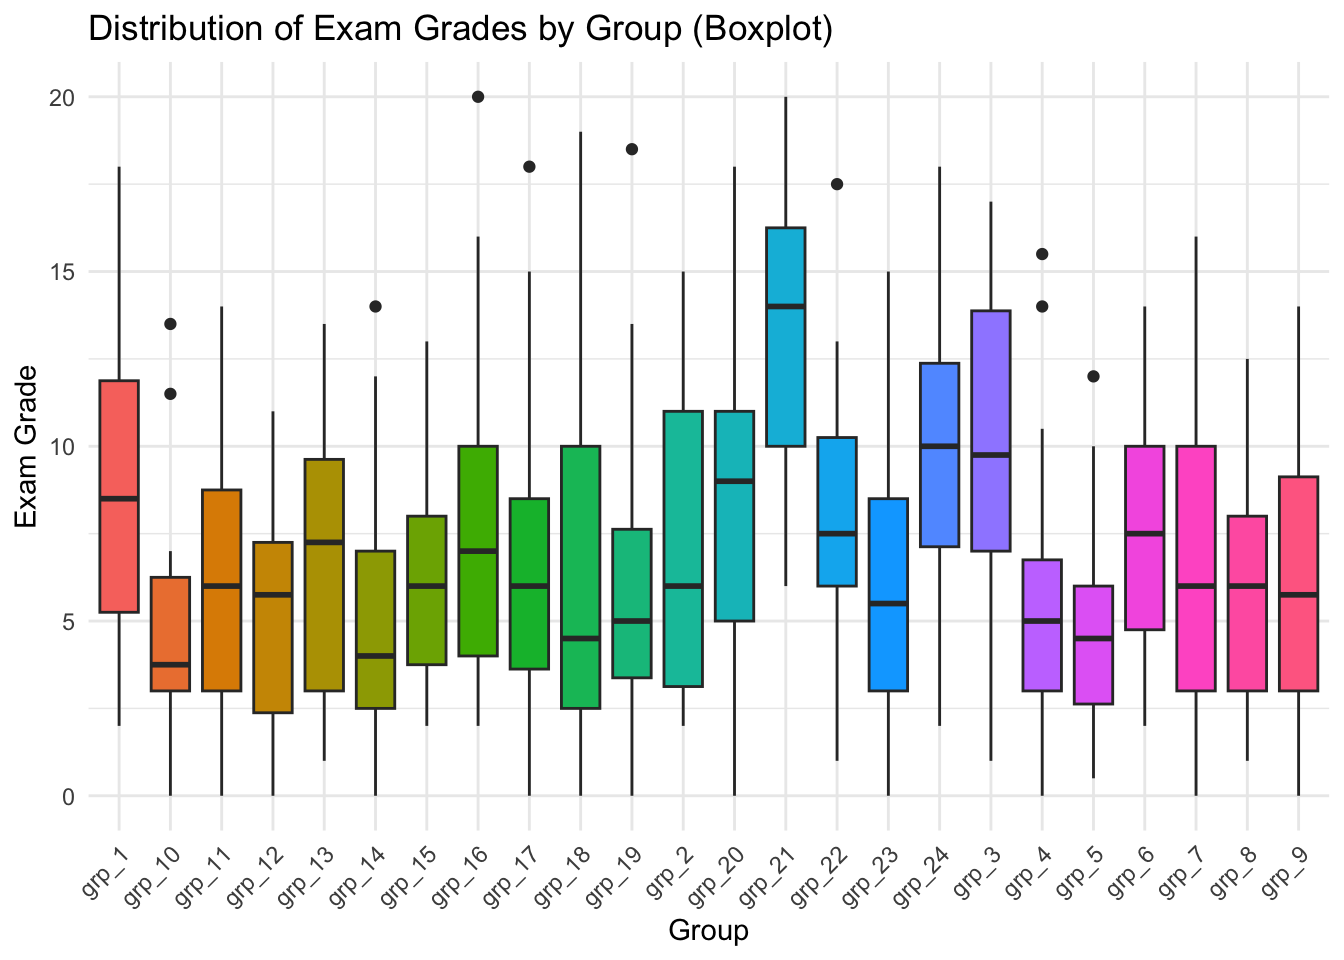 Distribution of Exam Grades by Group (Boxplot)
20
15
10
5
0
Exam Grade
grp_1
grp_10
grp_11
grp_12
grp_13
grp_14
grp_15
grp_16
grp_17
grp_18
grp_19
grp_2
grp_20
grp_21
grp_22
grp_23
grp_24
grp_3
grp_4
grp_5
grp_6
grp_7
grp_8
grp_9
Group